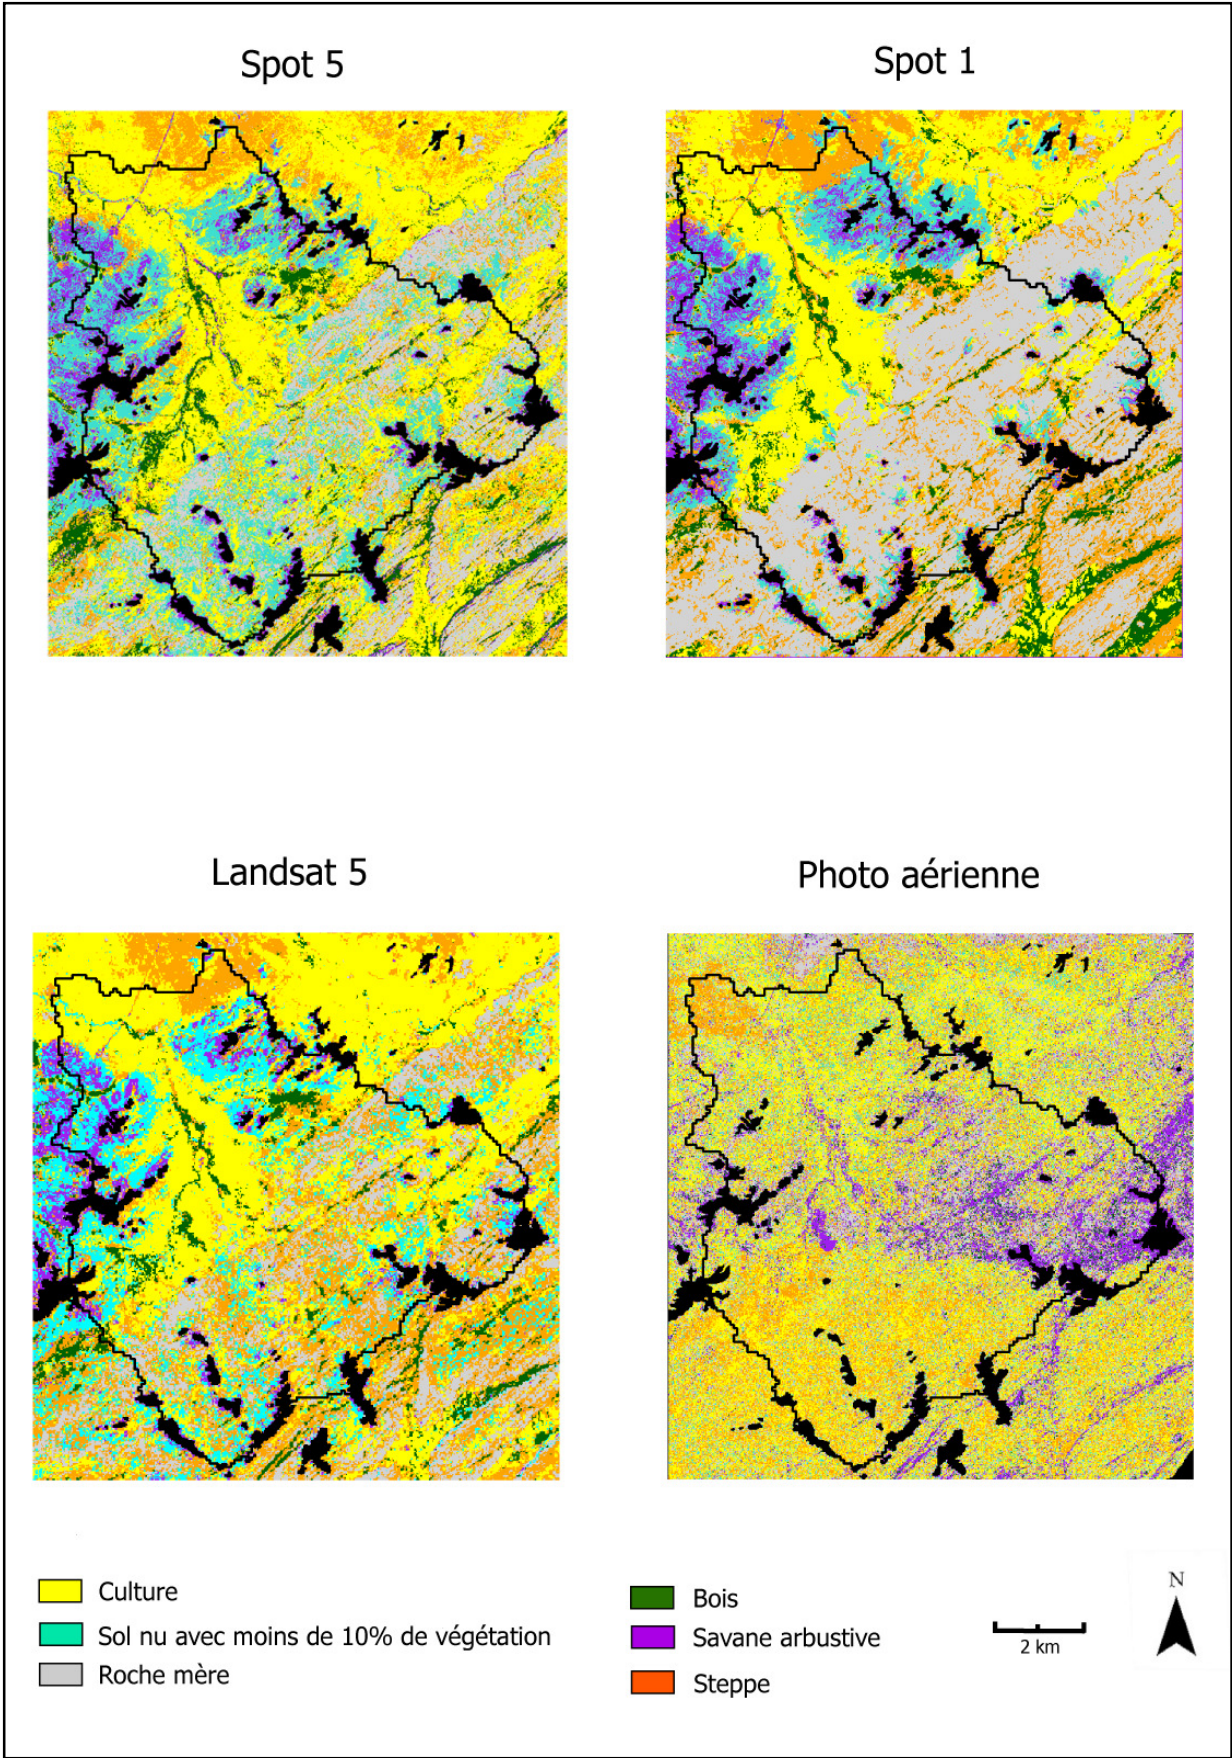 Spot 5
Spot 1
Landsat 5
Photo aérienne
Culture
Sol nu avec moins de 10% de végétation
Roche mère
Bois
Savane arbustive
Steppe
2 km
N